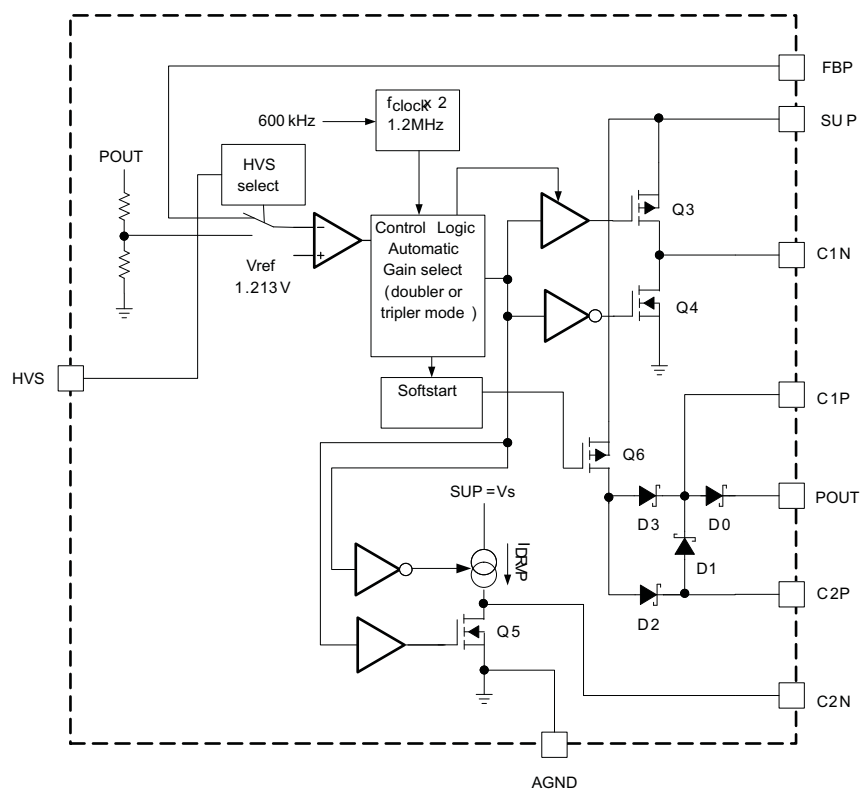 FBP
SUP
fclock x 2
1.2MHz
600 kHz
POUT
HVS
select
Q3
Control Logic
Automatic
Gain select
(doubler or
tripler mode)
C1N
Vref
1.213V
Q4
HVS
Softstart
C1P
Q6
SUP =Vs
POUT
D3
D0
IDRVP
D1
C2P
D2
Q5
C2N
AGND